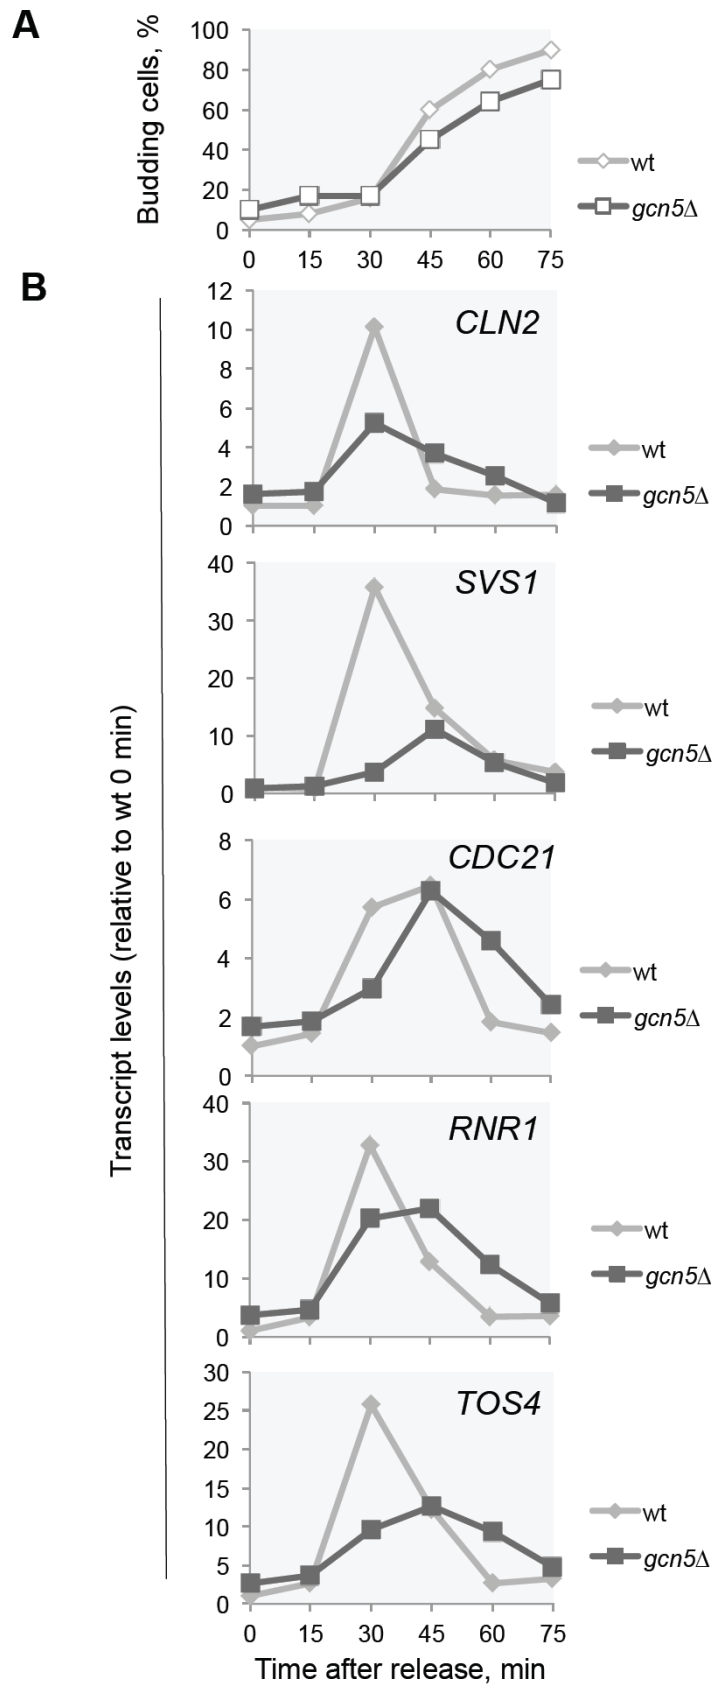 A
Budding cells, %
100
80
60
40
20
0
0 15 30 45 60 75
wt
gcn5Δ
B
Transcript levels (relative to wt 0 min)
CLN2
12
10
8
6
4
2
0
wt
gcn5Δ
SVS1
40
30
20
10
0
wt
gcn5Δ
CDC21
8
6
4
2
0
wt
gcn5Δ
RNR1
40
30
20
10
0
wt
gcn5Δ
TOS4
30
25
20
15
10
5
0
wt
gcn5Δ
0 15 30 45 60 75
Time after release, min